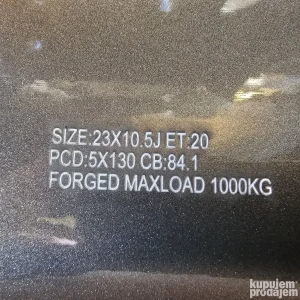 SIZE:23X10.5J ET:20
PCD:5X130 CB:84.1
FORGED MAXLOAD 1000KG
kupujem
prodajem